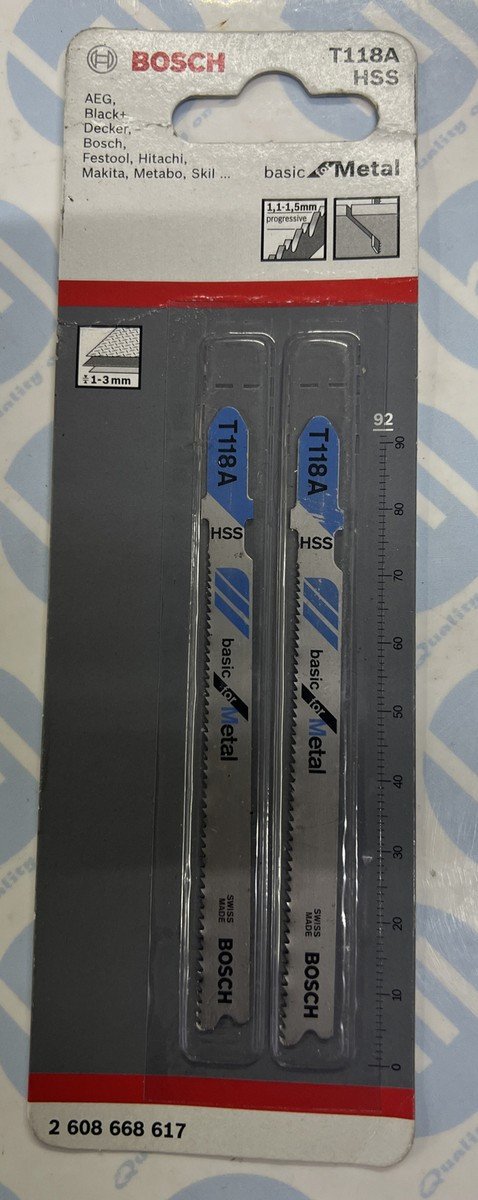 BOSCH
T118A
HSS
AEG,
Black+
Decker,
Bosch,
Festool, Hitachi,
Makita, Metabo, Skil ...
basic for Metal
1,1-1,5mm
progressive
1-3 mm
92
90
80
70
60
50
40
30
20
10
0
T118A
HSS
basic for Metal
SWISS
MADE
BOSCH
T118A
HSS
basic for Metal
SWISS
MADE
BOSCH
2 608 668 617